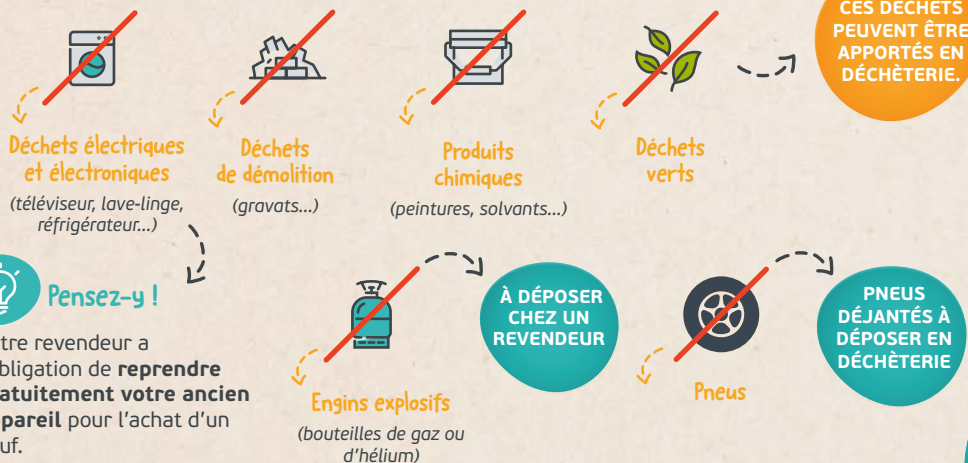 CES DÉCHETS
PEUVENT ÊTRE
APPORTÉS EN
DÉCHÈTERIE.
Déchets électriques
et électroniques
(téléviseur, lave-linge,
réfrigérateur...)
Déchets
de démolition
(gravats...)
Produits
chimiques
(peintures, solvants...)
Déchets
verts
Pensez-y !
tre revendeur a
bligation de reprendre
atuitement votre ancien
pareil pour l'achat d'un
uf.
Engins explosifs
(bouteilles de gaz ou
d'hélium)
À DÉPOSER
CHEZ UN
REVENDEUR
Pneus
PNEUS
DÉJANTÉS À
DÉPOSER EN
DÉCHÈTERIE